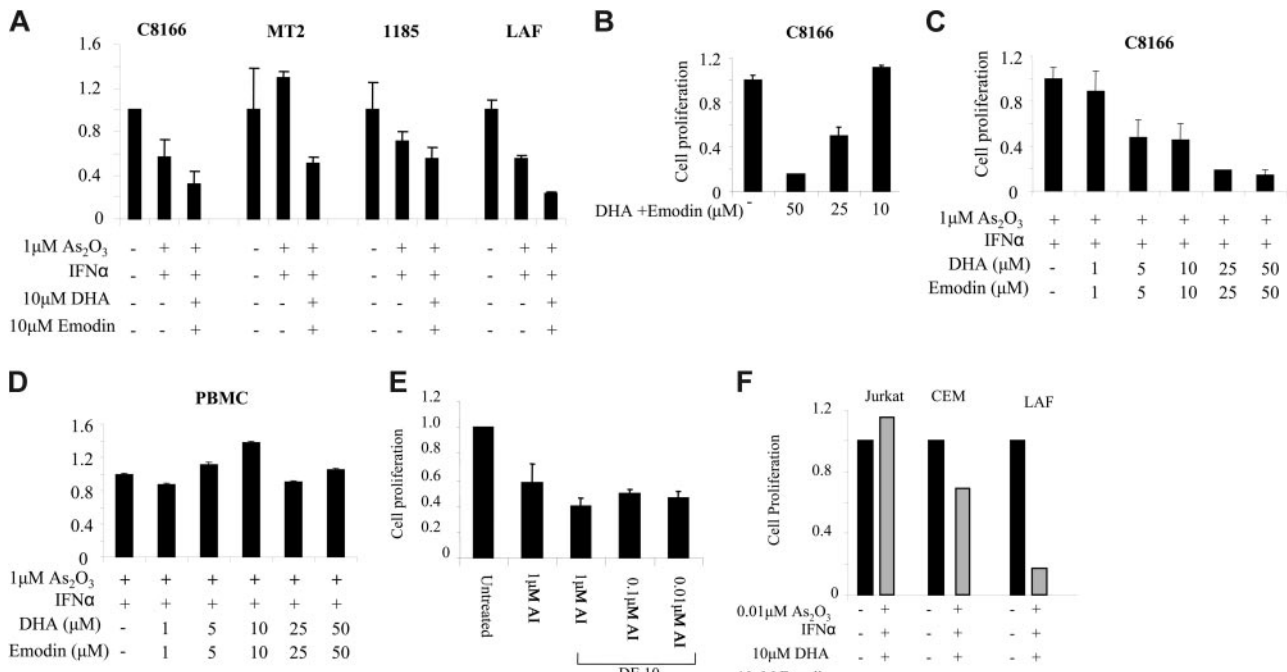 A
C8166 MT2 1185 LAF
1.6
1.2
0.8
0.4
0
1μM As₂O₃ - + + - + + - + + - + +
IFNα - + + - + + - + + - + +
10μM DHA - - + - - + - - + - - +
10μM Emodin - - + - - + - - + - - +
B
C8166
Cell proliferation
1.2
0.8
0.4
0
DHA +Emodin (μM) - 50 25 10
C
C8166
Cell proliferation
1.2
0.8
0.4
0
1μM As₂O₃ + + + + + +
IFNα + + + + + +
DHA (μM) - 1 5 10 25 50
Emodin (μM) - 1 5 10 25 50
D
PBMC
1.6
1.2
0.8
0.4
0
1μM As₂O₃ + + + + + +
IFNα + + + + + +
DHA (μM) - 1 5 10 25 50
Emodin (μM) - 1 5 10 25 50
E
Cell proliferation
1.2
1.0
0.8
0.6
0.4
0.2
0
Untreated
1μM AI
1μM AI
0.1μM AI
0.01μM AI
F
Jurkat CEM LAF
Cell Proliferation
1.2
0.8
0.4
0
0.01μM As₂O₃ - + - + - +
IFNα - + - + - +
10μM DHA - + - + - +